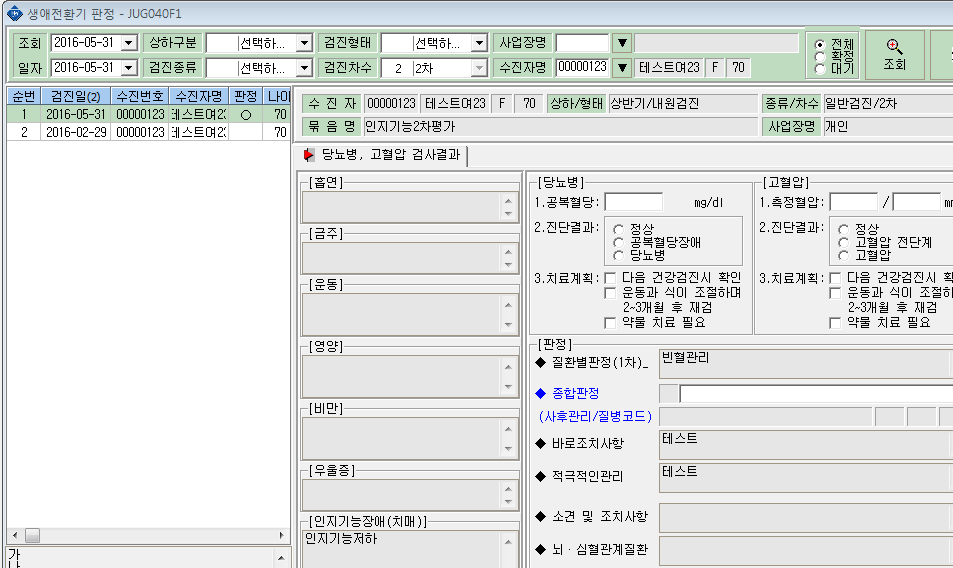 생애전환기 판정 - JUG040F1
조회 2016-05-31 상하구분 선택하... 검진형태 선택하... 사업장명 전체
확정
일자 2016-05-31 검진종류 선택하... 검진차수 2 2차 수진자명 00000123 테스트여23 F 70 대기 조회
순번 검진일(2) 수진번호 수진자명 판정 나이
1 2016-05-31 00000123 테스트여23 ○ 70
2 2016-02-29 00000123 테스트여23 70
수 진 자 00000123 테스트여23 F 70 상하/형태 상반기/내원검진 종류/차수 일반검진/2차
묶 음 명 인지기능2차평가 사업장명 개인
당뇨병, 고혈압 검사결과
[흡연]
[금주]
[운동]
[영양]
[비만]
[우울증]
[인지기능장애(치매)]
인지기능저하
[당뇨병]
1.공복혈당: mg/dl
2.진단결과: 정상
공복혈당장애
당뇨병
3.치료계획: 다음 건강검진시 확인
운동과 식이 조절하며
2~3개월 후 재검
약물 치료 필요
[고혈압]
1.측정혈압: /
2.진단결과: 정상
고혈압 전단계
고혈압
3.치료계획: 다음 건강검진시
운동과 식이 조절
2~3개월 후 재검
약물 치료 필요
[판정]
◆ 질환별판정(1차)_ 빈혈관리
◆ 종합판정
(사후관리/질병코드)
◆ 바로조치사항 테스트
◆ 적극적인관리 테스트
◆ 소견 및 조치사항
◆ 뇌·심혈관계질환
가